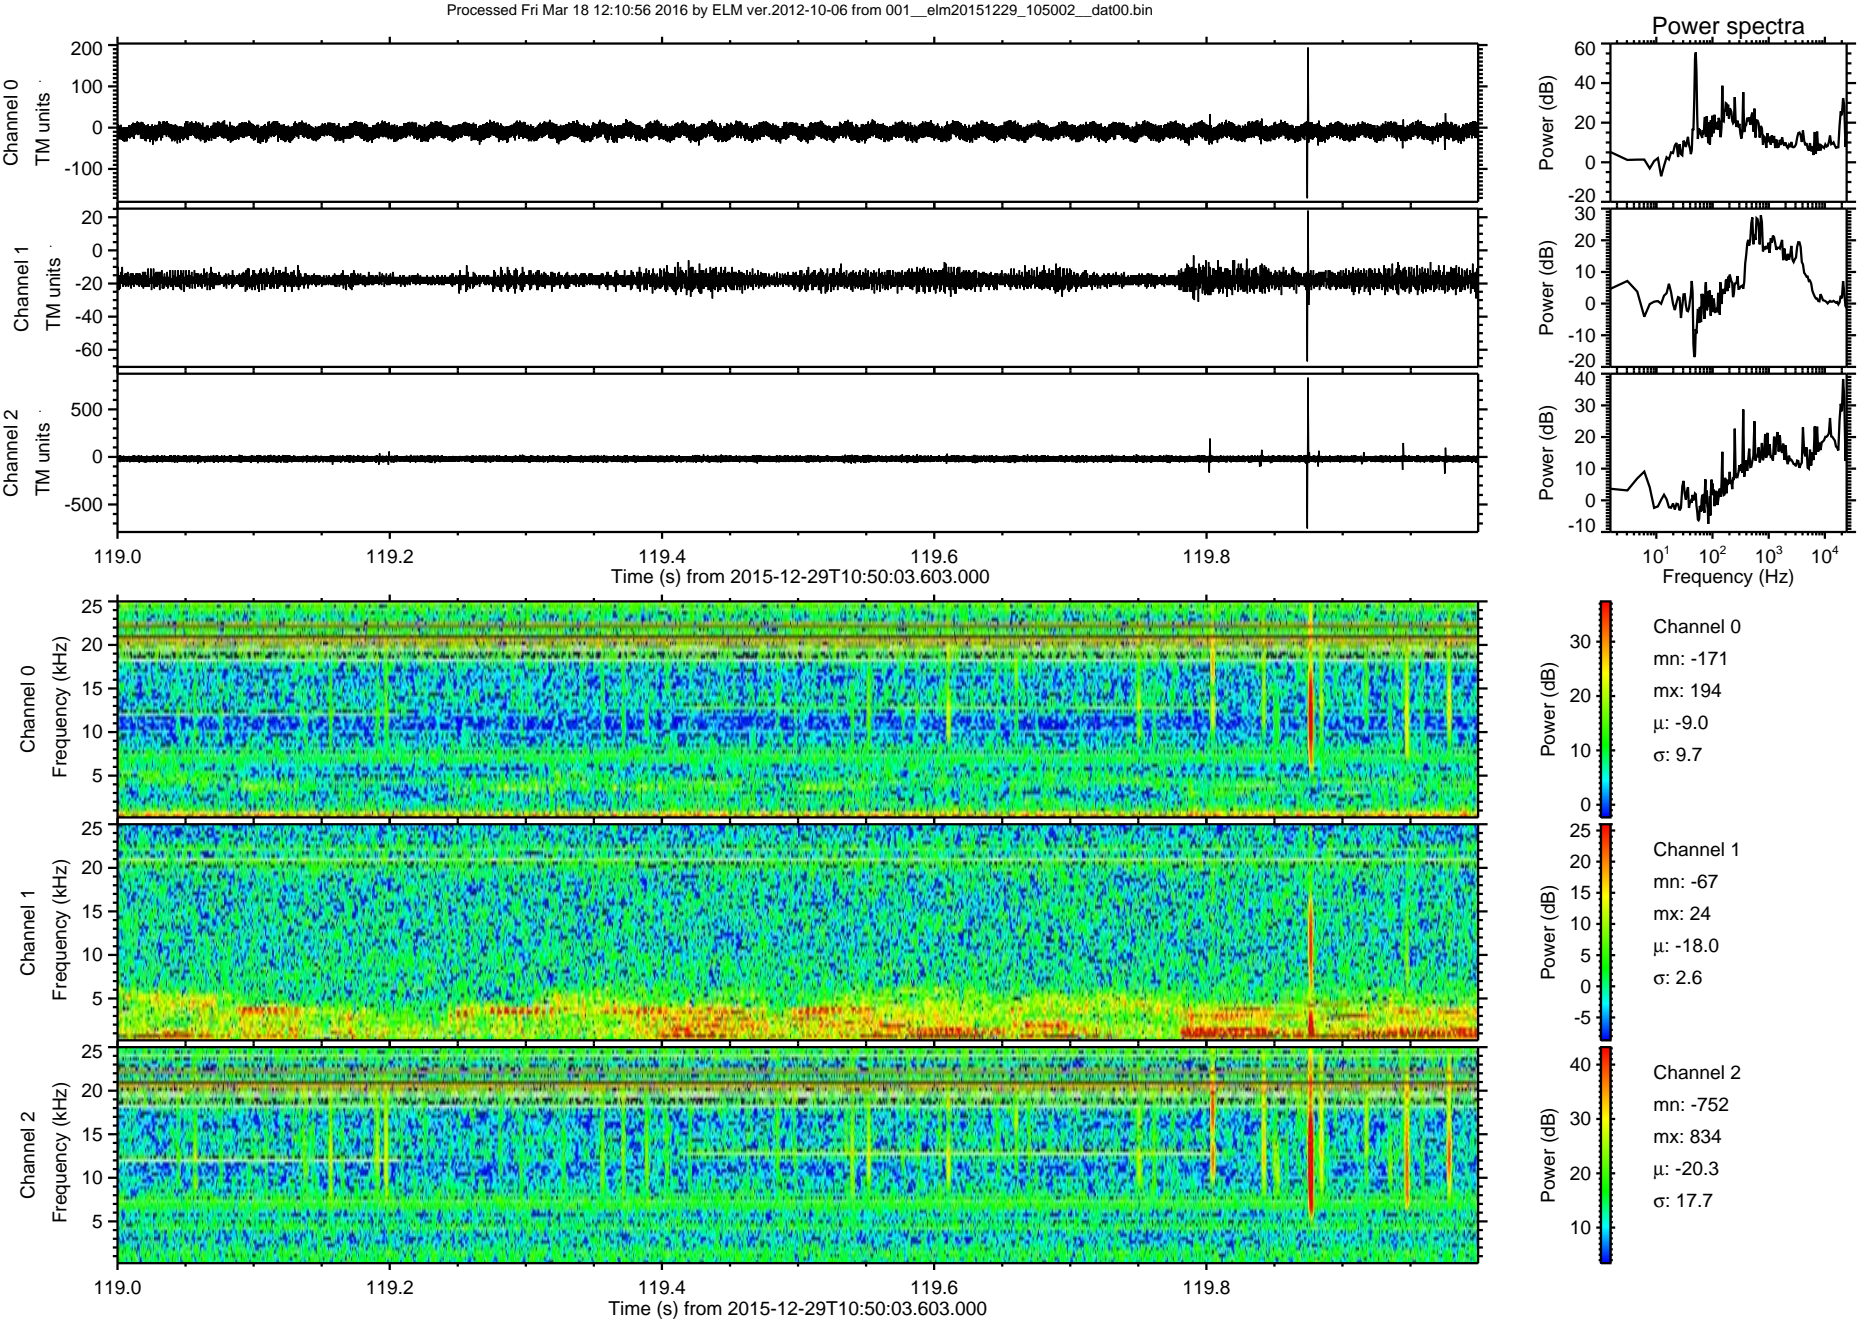 Processed Fri Mar 18 12:10:56 2016 by ELM ver.2012-10-06 from 001__elm20151229_105002__dat00.bin
Power spectra
Channel 0
TM units
200
100
0
-100
Power (dB)
60
40
20
0
-20
Channel 1
TM units
20
0
-20
-40
-60
Power (dB)
30
20
10
0
-10
-20
Channel 2
TM units
500
0
-500
Power (dB)
40
30
20
10
0
-10
119.0 119.2 119.4 119.6 119.8
Time (s) from 2015-12-29T10:50:03.603.000
10^1 10^2 10^3 10^4
Frequency (Hz)
Channel 0
Frequency (kHz)
25
20
15
10
5
Power (dB)
30
20
10
0
Channel 0
mn: -171
mx: 194
μ: -9.0
σ: 9.7
Channel 1
Frequency (kHz)
25
20
15
10
5
Power (dB)
25
20
15
10
5
0
-5
Channel 1
mn: -67
mx: 24
μ: -18.0
σ: 2.6
Channel 2
Frequency (kHz)
25
20
15
10
5
Power (dB)
40
30
20
10
Channel 2
mn: -752
mx: 834
μ: -20.3
σ: 17.7
119.0 119.2 119.4 119.6 119.8
Time (s) from 2015-12-29T10:50:03.603.000